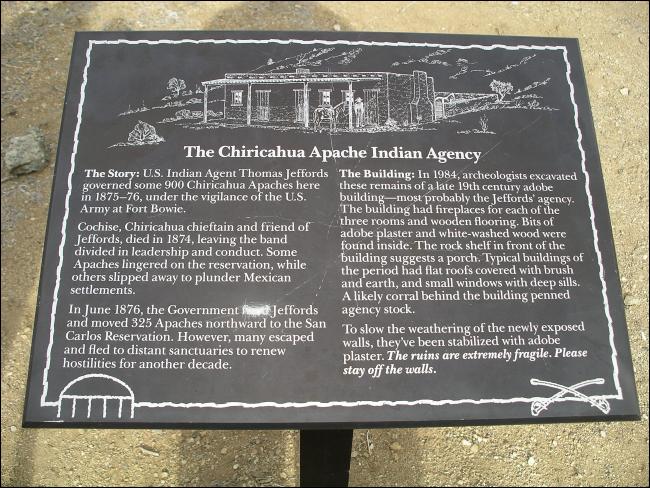 The Chiricahua Apache Indian Agency
The Story: U.S. Indian Agent Thomas Jeffords
governed some 900 Chiricahua Apaches here
in 1875–76, under the vigilance of the U.S.
Army at Fort Bowie.
Cochise, Chiricahua chieftain and friend of
Jeffords, died in 1874, leaving the band
divided in leadership and conduct. Some
Apaches lingered on the reservation, while
others slipped away to plunder Mexican
settlements.
In June 1876, the Government Jeffords
and moved 325 Apaches northward to the San
Carlos Reservation. However, many escaped
and fled to distant sanctuaries to renew
hostilities for another decade.
The Building: In 1984, archeologists excavated
these remains of a late 19th century adobe
building—most probably the Jeffords' agency.
The building had fireplaces for each of the
three rooms and wooden flooring. Bits of
adobe plaster and white-washed wood were
found inside. The rock shelf in front of the
building suggests a porch. Typical buildings of
the period had flat roofs covered with brush
and earth, and small windows with deep sills.
A likely corral behind the building penned
agency stock.
To slow the weathering of the newly exposed
walls, they've been stabilized with adobe
plaster. The ruins are extremely fragile. Please
stay off the walls.